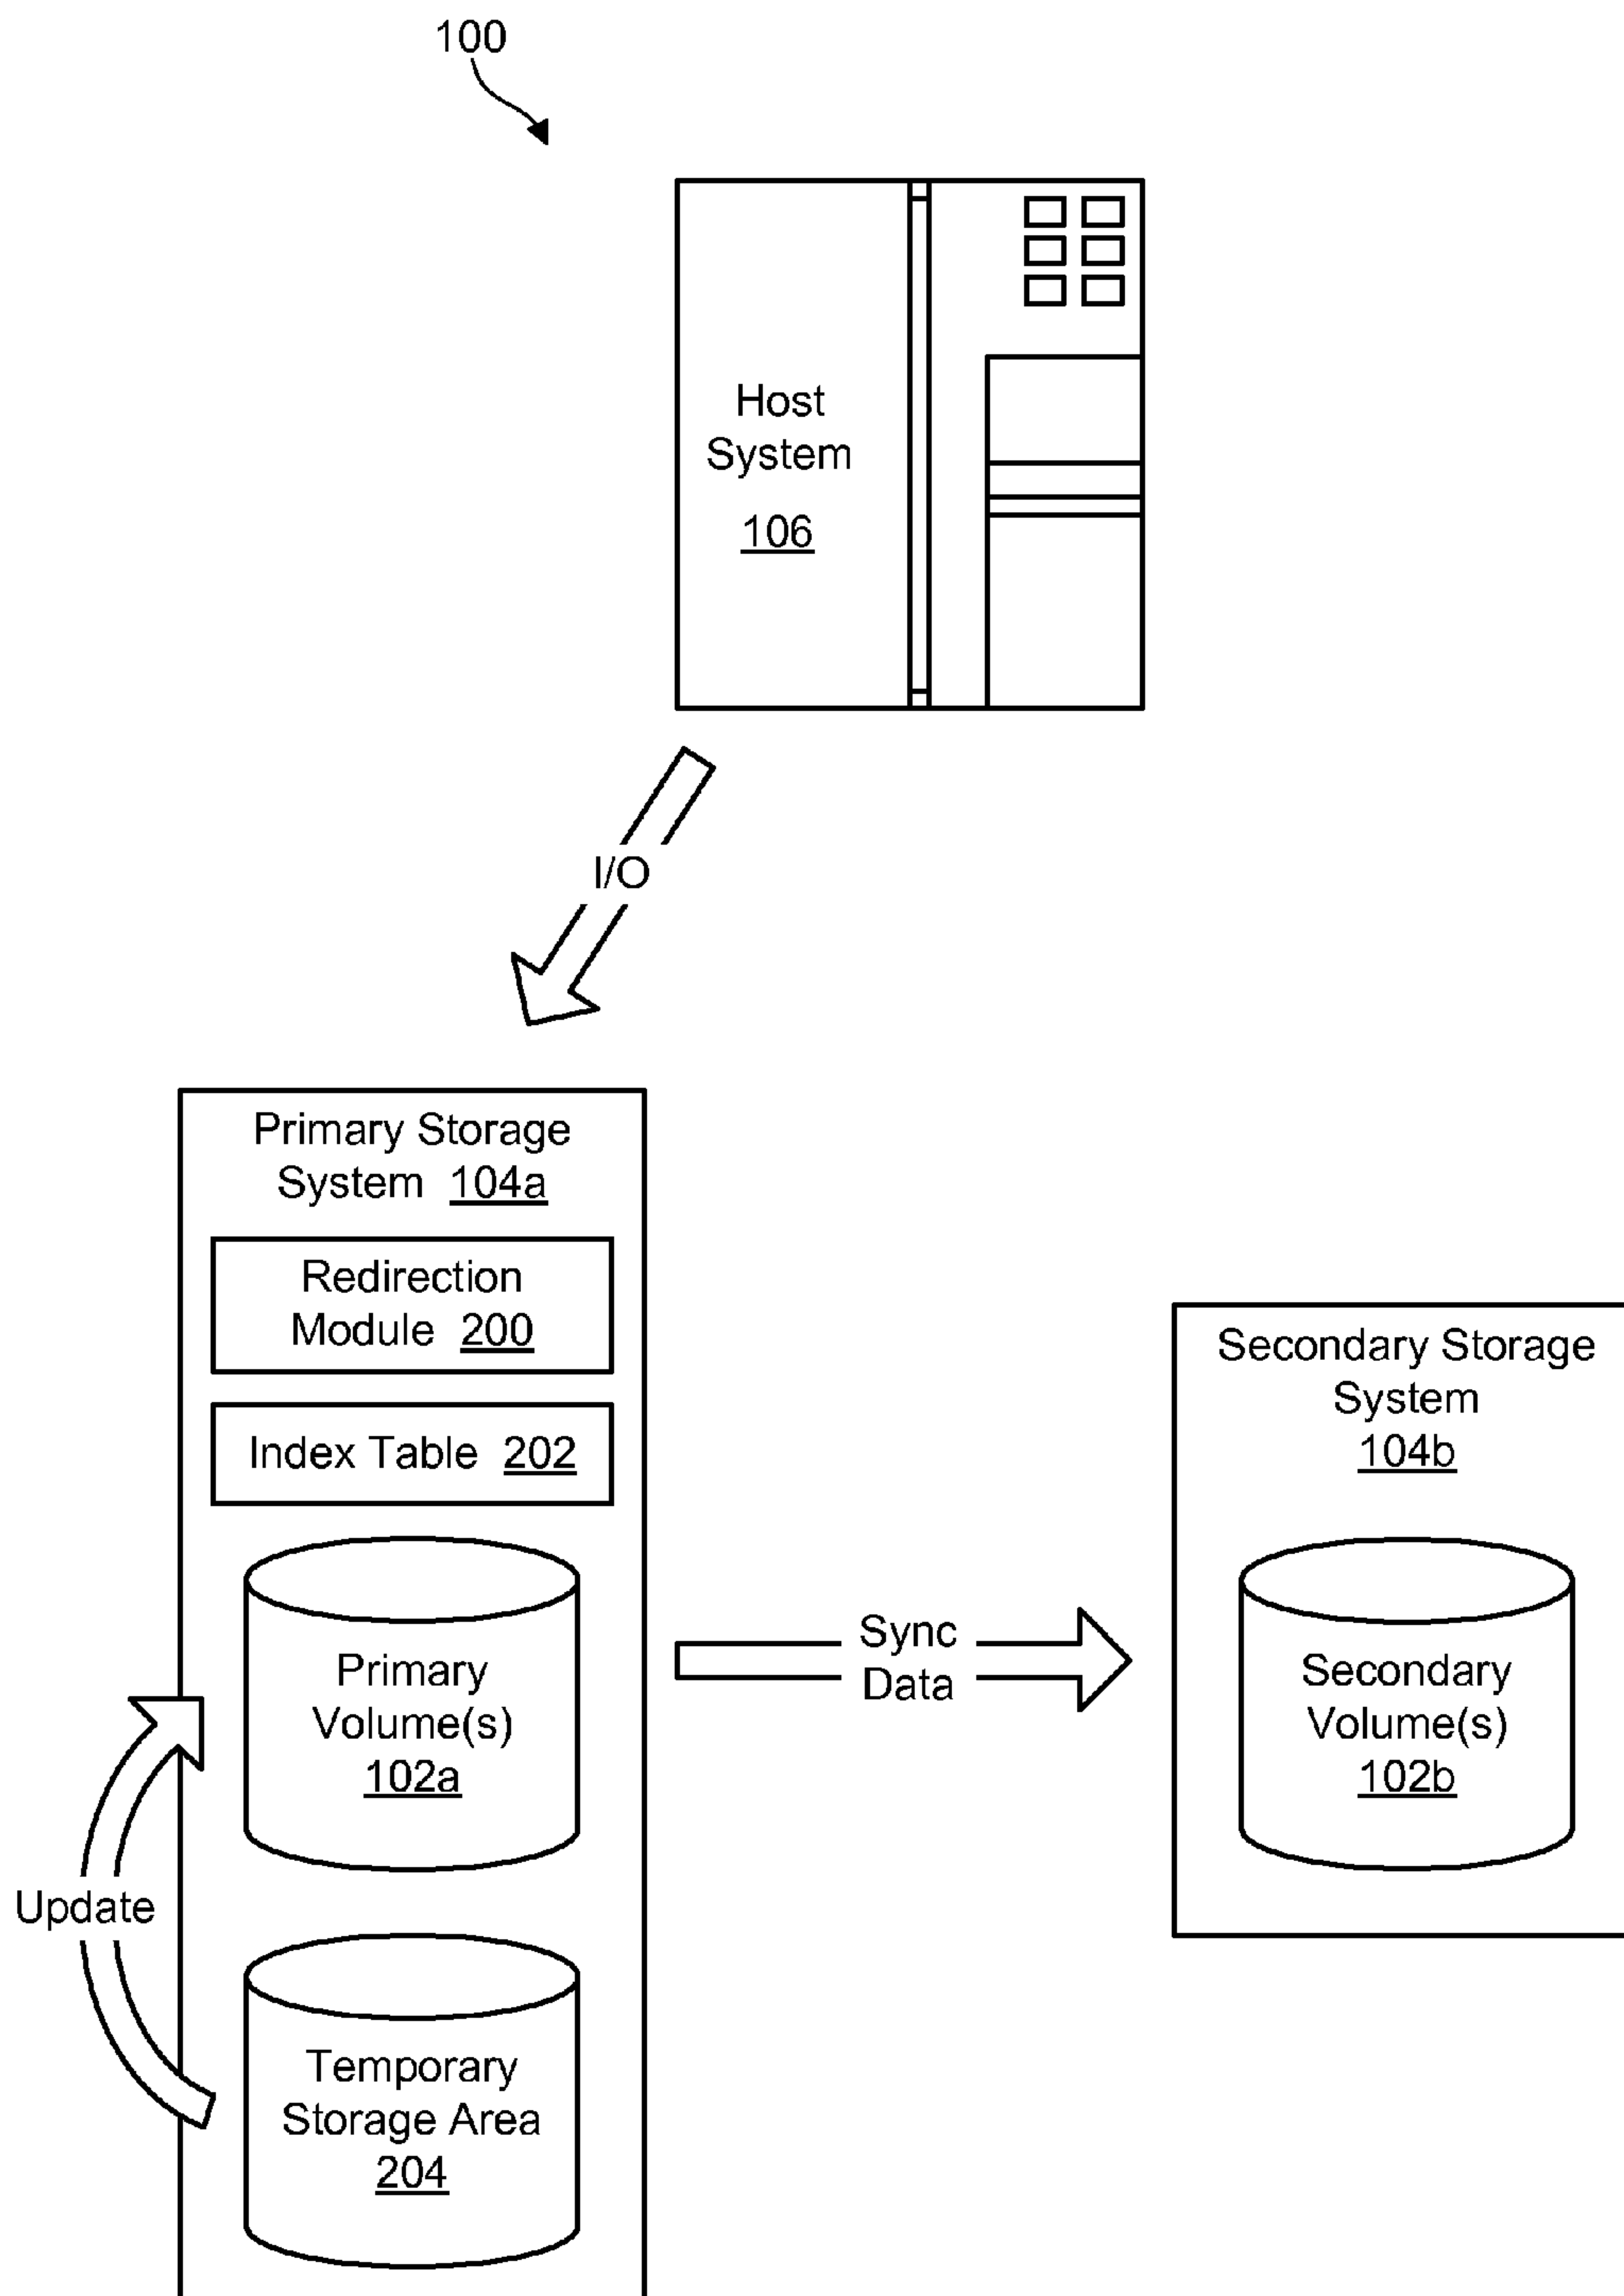 100
Host
System
106
I/O
Primary Storage
System 104a
Redirection
Module 200
Index Table 202
Primary
Volume(s)
102a
Update
Temporary
Storage Area
204
Sync
Data
Secondary Storage
System
104b
Secondary
Volume(s)
102b